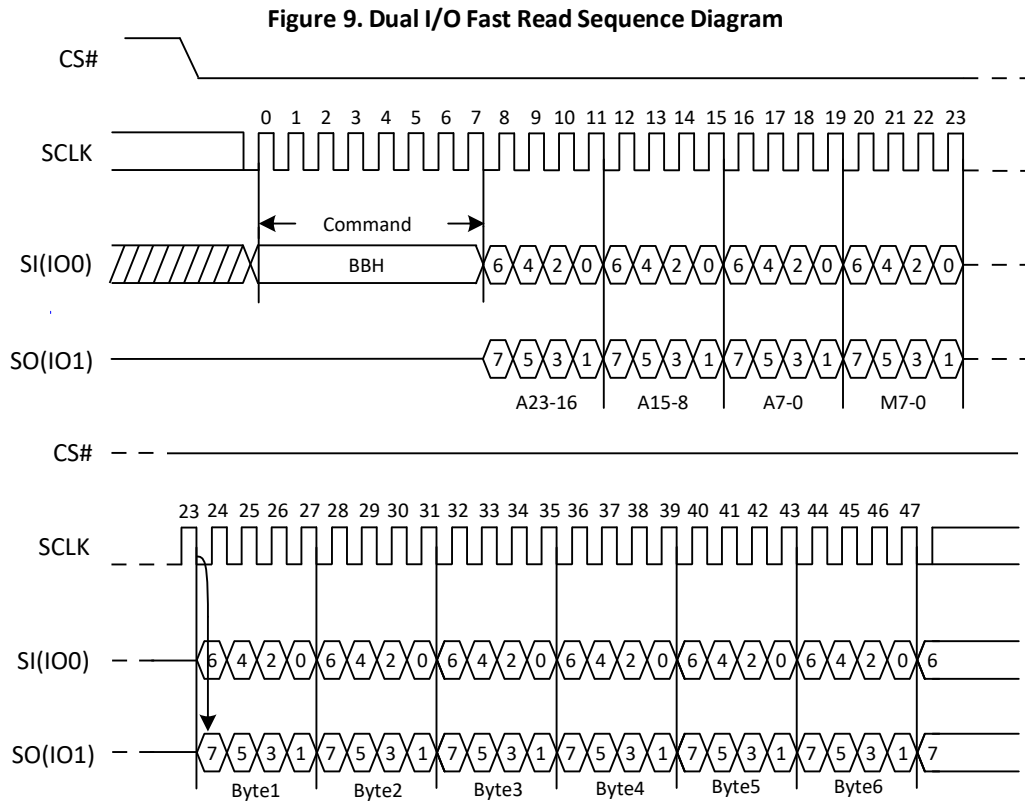 Figure 9. Dual I/O Fast Read Sequence Diagram
CS#
0 1 2 3 4 5 6 7 8 9 10 11 12 13 14 15 16 17 18 19 20 21 22 23
SCLK
Command
SI(IO0) BBH 6 4 2 0 6 4 2 0 6 4 2 0 6 4 2 0
SO(IO1) 7 5 3 1 7 5 3 1 7 5 3 1 7 5 3 1
A23-16 A15-8 A7-0 M7-0
CS#
23 24 25 26 27 28 29 30 31 32 33 34 35 36 37 38 39 40 41 42 43 44 45 46 47
SCLK
SI(IO0) 6 4 2 0 6 4 2 0 6 4 2 0 6 4 2 0 6 4 2 0 6 4 2 0 6
SO(IO1) 7 5 3 1 7 5 3 1 7 5 3 1 7 5 3 1 7 5 3 1 7 5 3 1 7
Byte1 Byte2 Byte3 Byte4 Byte5 Byte6